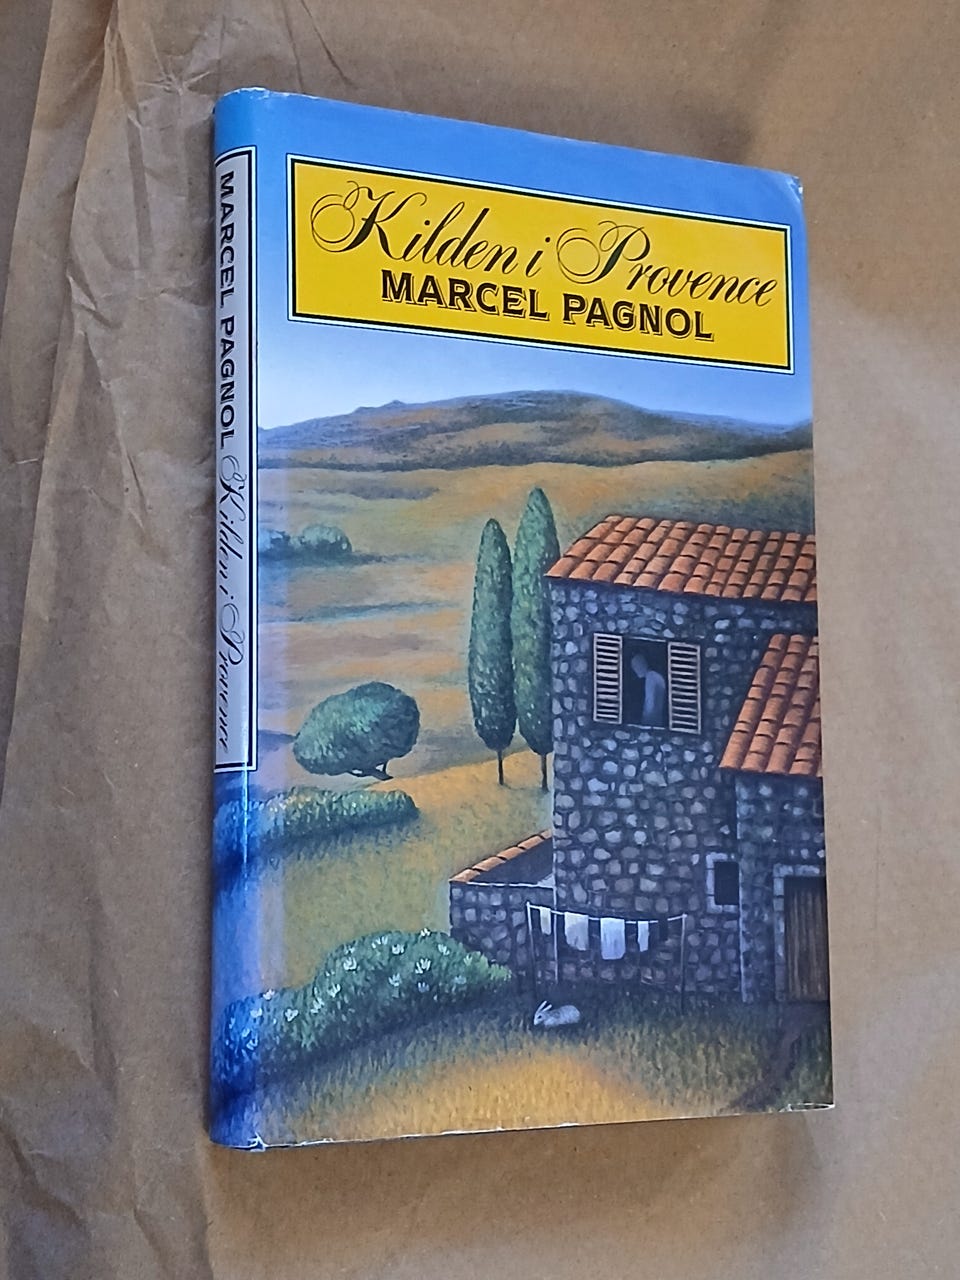 Kilden i Provence
MARCEL PAGNOL
MARCEL PAGNOL Kilden i Provence